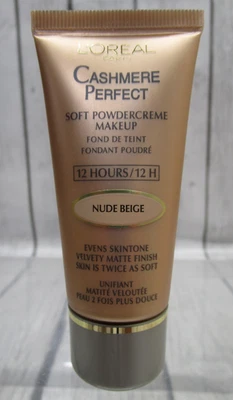 L'ORÉAL
CASHMERE
PERFECT
SOFT POWDERCREME
MAKEUP
FOND DE TEINT
FONDANT POUDRÉ
12 HOURS/12 H
NUDE BEIGE
EVENS SKINTONE
VELVETY MATTE FINISH
SKIN IS TWICE AS SOFT
UNIFIANT
MATITÉ VELOUTÉE
PEAU 2 FOIS PLUS DOUCE